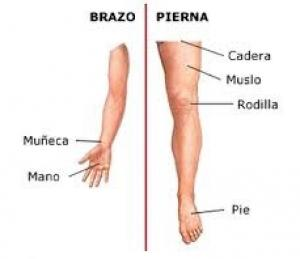 BRAZO
PIERNA
Cadera
Muslo
Rodilla
Muñeca
Mano
Pie